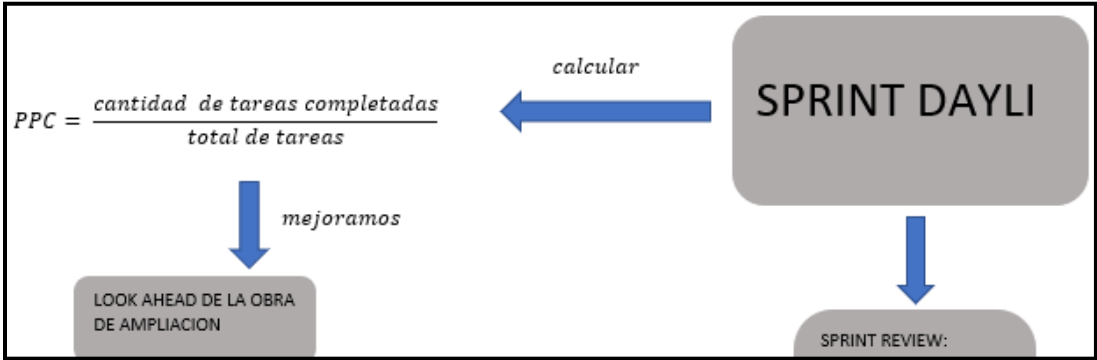 calcular
SPRINT DAYLI
PPC = cantidad de tareas completadas / total de tareas
mejoramos
LOOK AHEAD DE LA OBRA
DE AMPLIACION
SPRINT REVIEW: